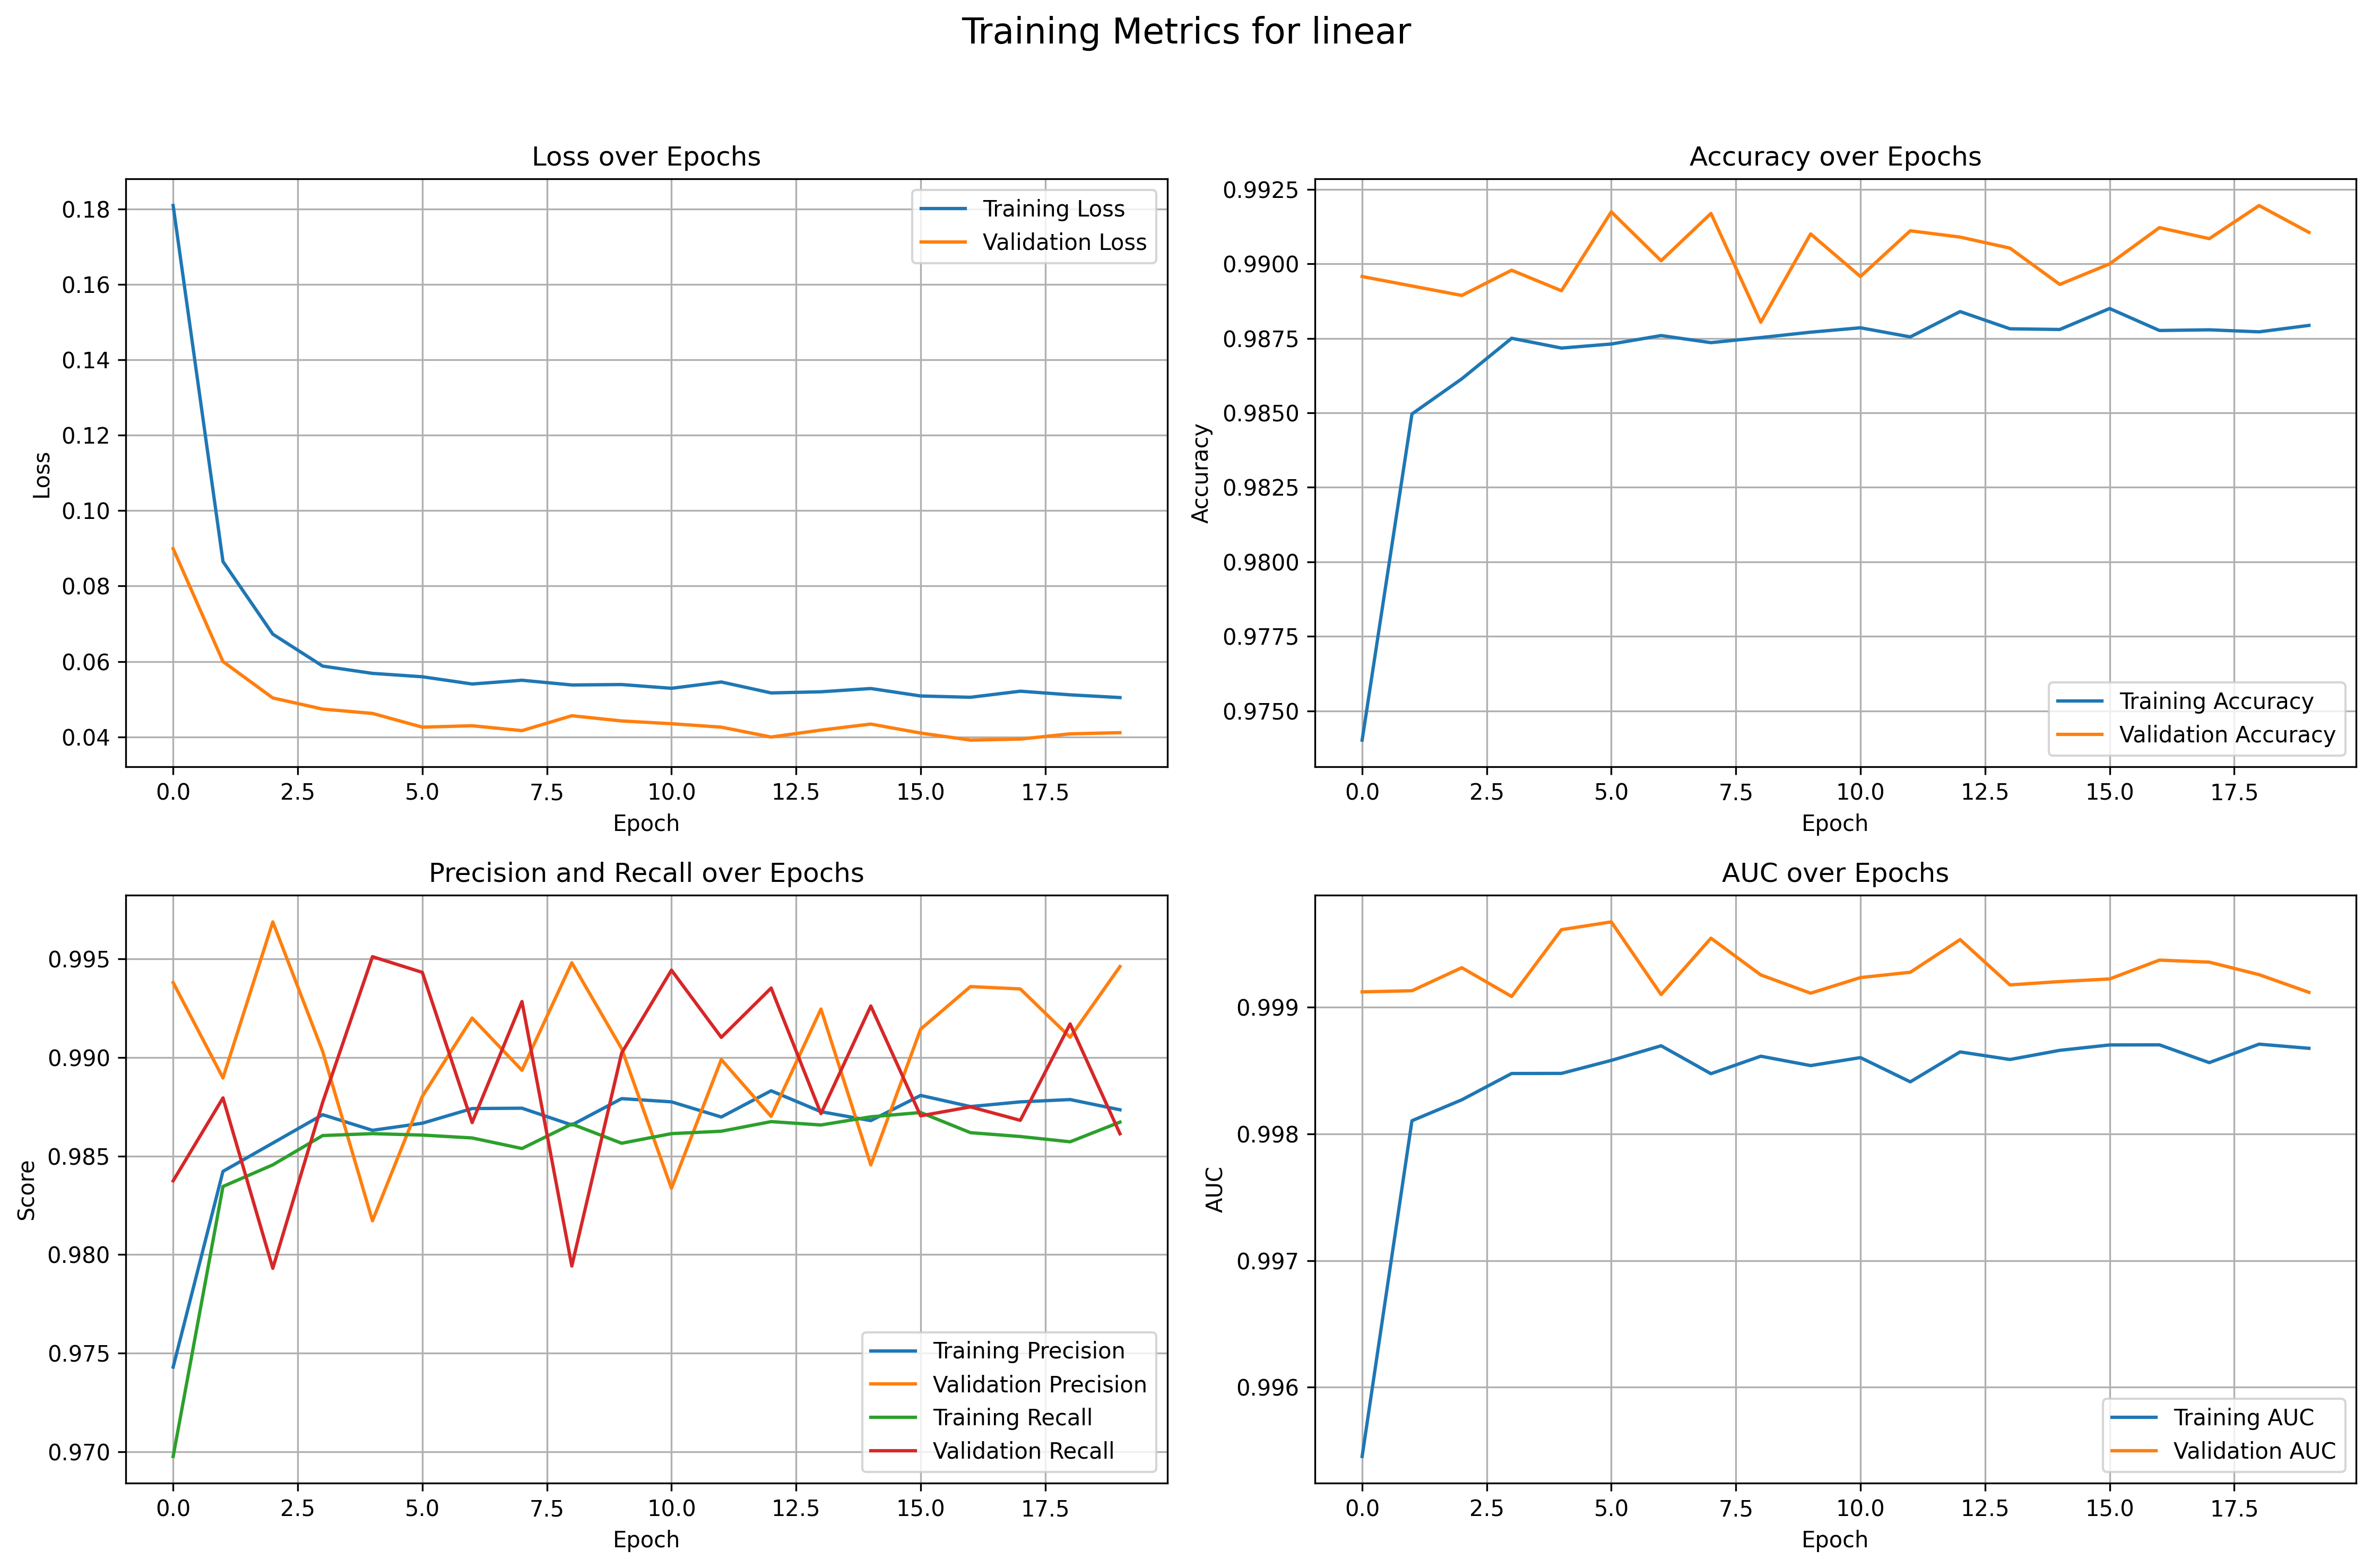 Training Metrics for linear
Loss over Epochs
0.18
0.16
0.14
0.12
0.10
0.08
0.06
0.04
Loss
Training Loss
Validation Loss
0.0 2.5 5.0 7.5 10.0 12.5 15.0 17.5
Epoch
Accuracy over Epochs
0.9925
0.9900
0.9875
0.9850
0.9825
0.9800
0.9775
0.9750
Accuracy
Training Accuracy
Validation Accuracy
0.0 2.5 5.0 7.5 10.0 12.5 15.0 17.5
Epoch
Precision and Recall over Epochs
0.995
0.990
0.985
0.980
0.975
0.970
Score
Training Precision
Validation Precision
Training Recall
Validation Recall
0.0 2.5 5.0 7.5 10.0 12.5 15.0 17.5
Epoch
AUC over Epochs
0.999
0.998
0.997
0.996
AUC
Training AUC
Validation AUC
0.0 2.5 5.0 7.5 10.0 12.5 15.0 17.5
Epoch